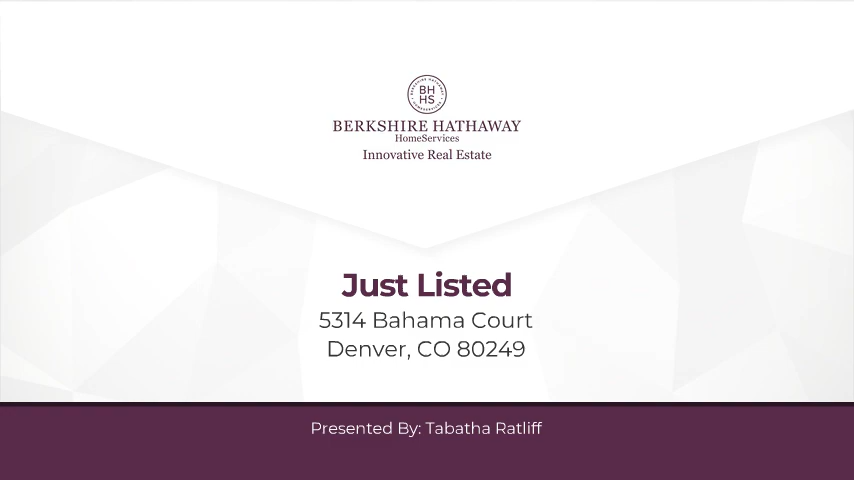 BH
HS
BERKSHIRE HATHAWAY
HomeServices
Innovative Real Estate
Just Listed
5314 Bahama Court
Denver, CO 80249
Presented By: Tabatha Ratliff